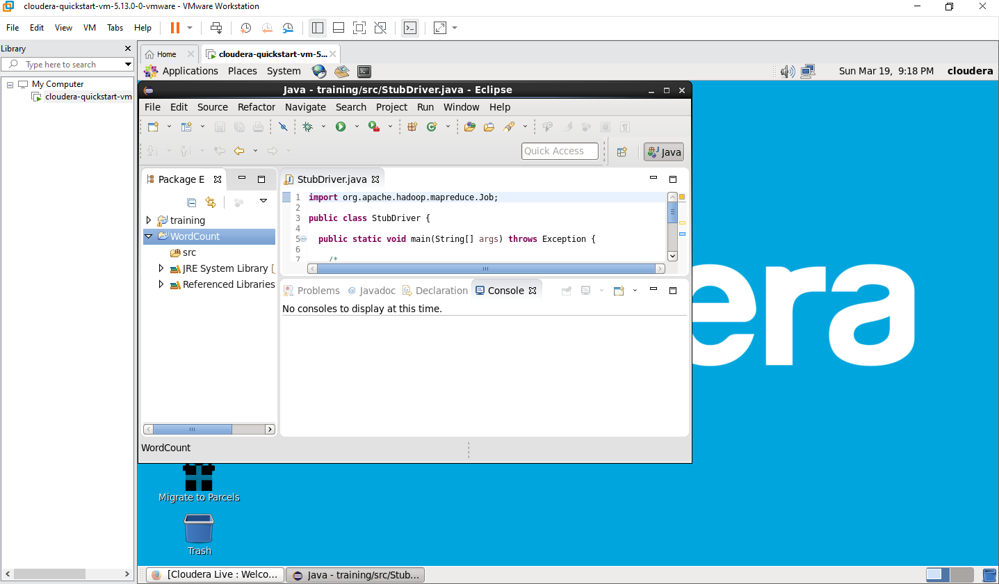 cloudera-quickstart-vm-5.13.0-0-vmware - VMware Workstation
File Edit View VM Tabs Help
Library
Type here to search
My Computer
cloudera-quickstart-vm
Home cloudera-quickstart-vm-5...
Applications Places System Sun Mar 19, 9:18 PM cloudera
Java - training/src/StubDriver.java - Eclipse
File Edit Source Refactor Navigate Search Project Run Window Help
Quick Access Java
Package E
training
WordCount
src
JRE System Library [
Referenced Libraries
StubDriver.java
1 import org.apache.hadoop.mapreduce.Job;
2
3 public class StubDriver {
4
5 public static void main(String[] args) throws Exception {
6
7 /*
Problems @ Javadoc Declaration Console
No consoles to display at this time.
WordCount
era
Migrate to Parcels
Trash
[Cloudera Live : Welco... Java - training/src/Stub...